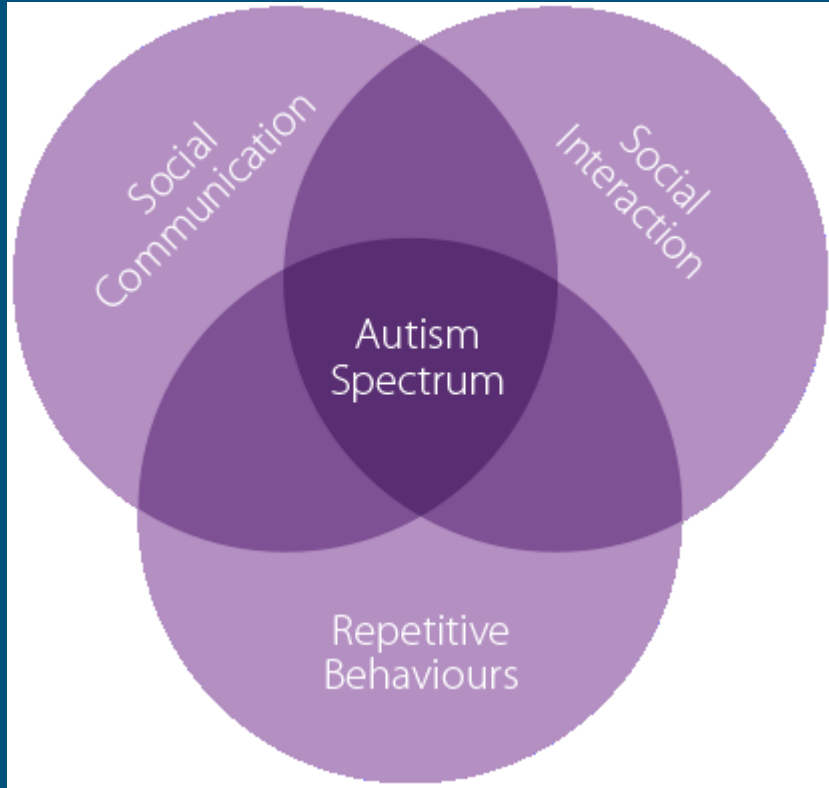 Social
Communication
Social
Interaction
Autism
Spectrum
Repetitive
Behaviours